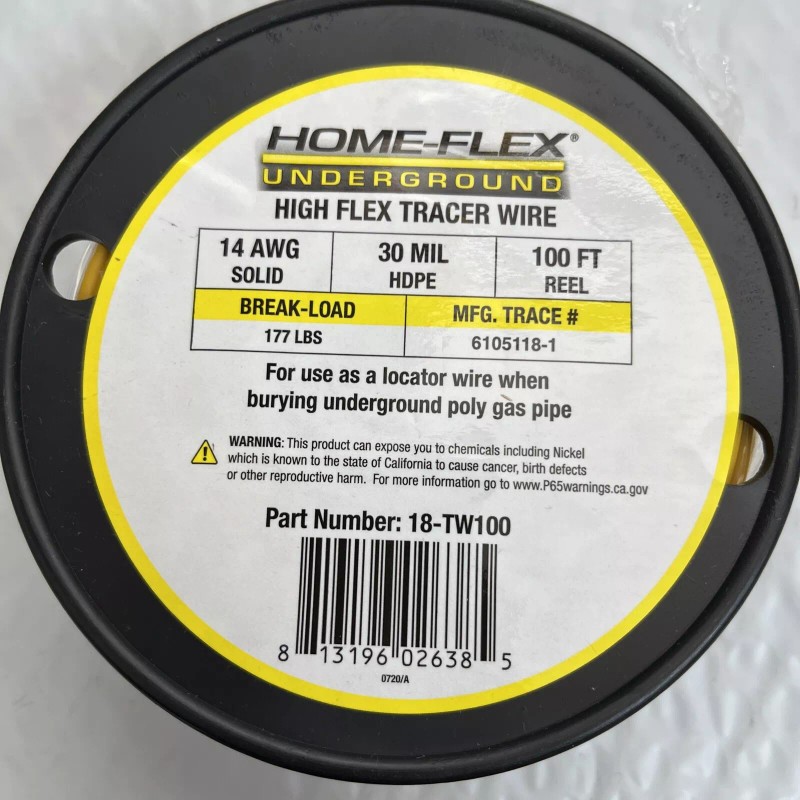 HOME-FLEX®
UNDERGROUND
HIGH FLEX TRACER WIRE
14 AWG 30 MIL 100 FT
SOLID HDPE REEL
BREAK-LOAD MFG. TRACE #
177 LBS 6105118-1
For use as a locator wire when
burying underground poly gas pipe
WARNING: This product can expose you to chemicals including Nickel
which is known to the state of California to cause cancer, birth defects
or other reproductive harm. For more information go to www.P65warnings.ca.gov
Part Number: 18-TW100
8 13196 02638 5
0720/A